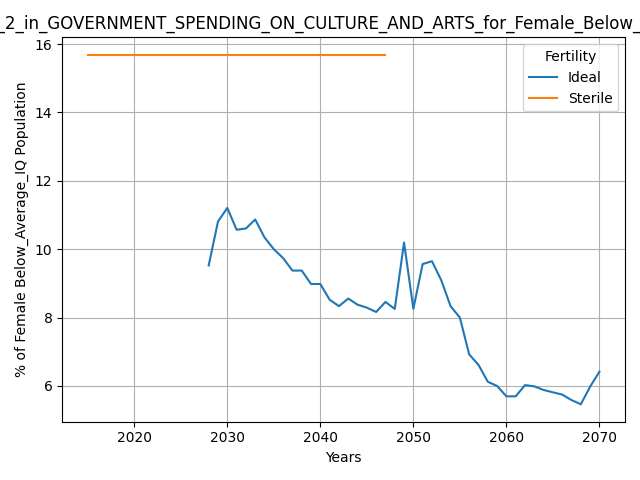 _2_in_GOVERNMENT_SPENDING_ON_CULTURE_AND_ARTS_for_Female_Below_
16
14
12
10
8
6
% of Female Below_Average_IQ Population
Fertility
Ideal
Sterile
2020 2030 2040 2050 2060 2070
Years